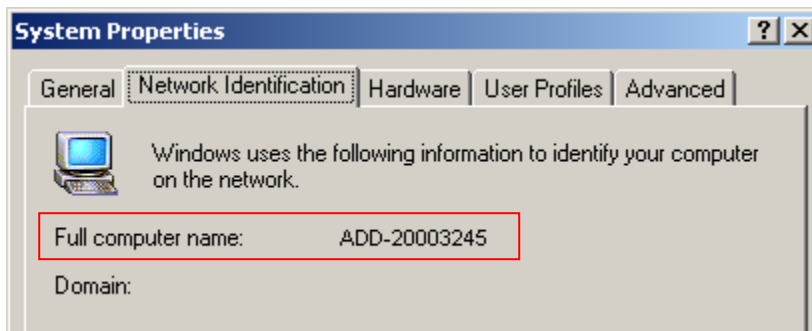 System Properties
General Network Identification Hardware User Profiles Advanced
Windows uses the following information to identify your computer
on the network.
Full computer name: ADD-20003245
Domain: